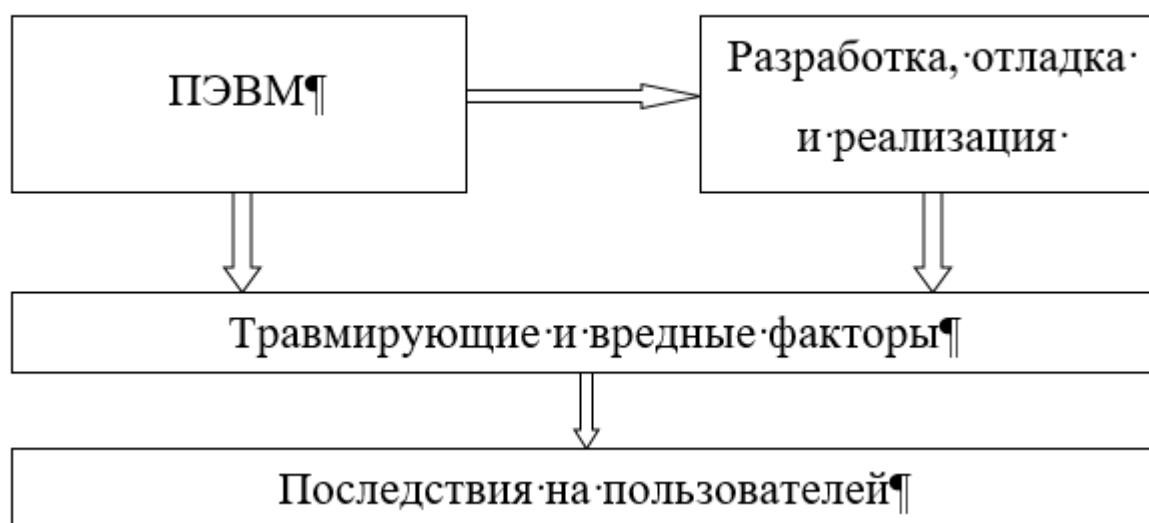 ПЭВМ¶
Разработка,·отладка·
и·реализация·
Травмирующие·и·вредные·факторы¶
Последствия·на·пользователей¶